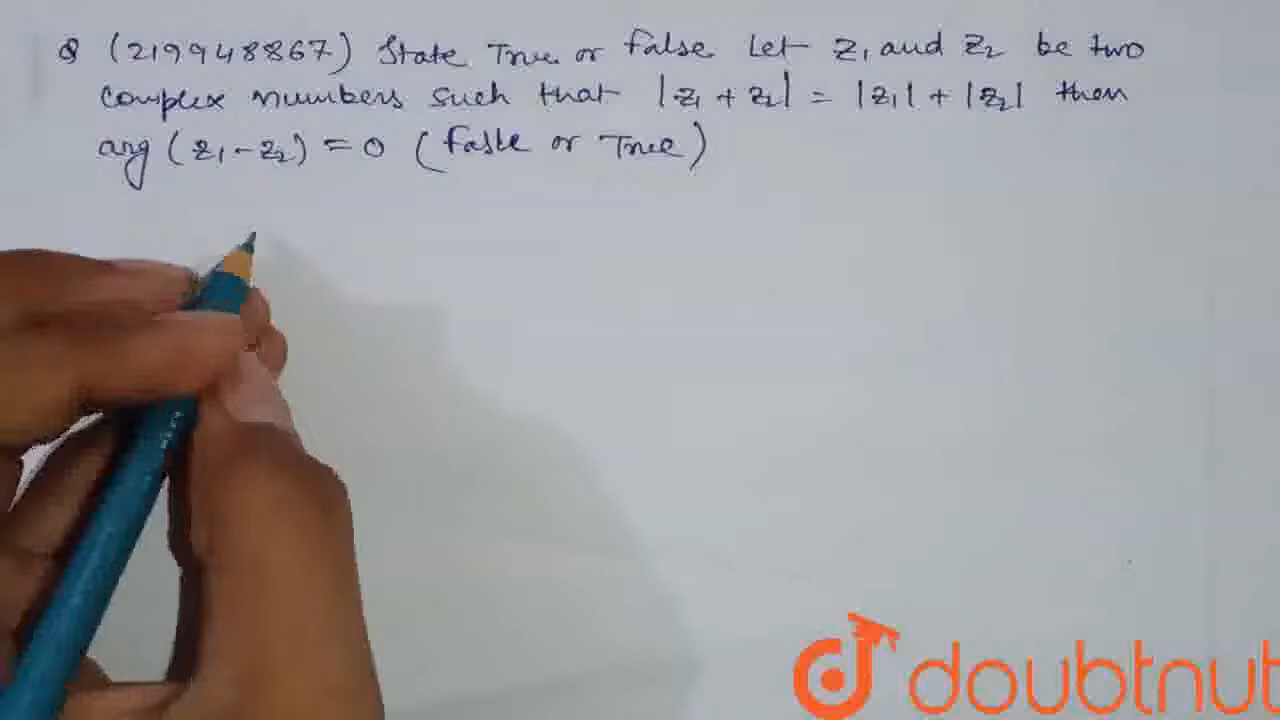 Q (219948867) State True or false Let z₁ and z₂ be two
complex numbers such that |z₁ + z₂| = |z₁| + |z₂| then
arg (z₁ - z₂) = 0 (false or True)
doubtnut